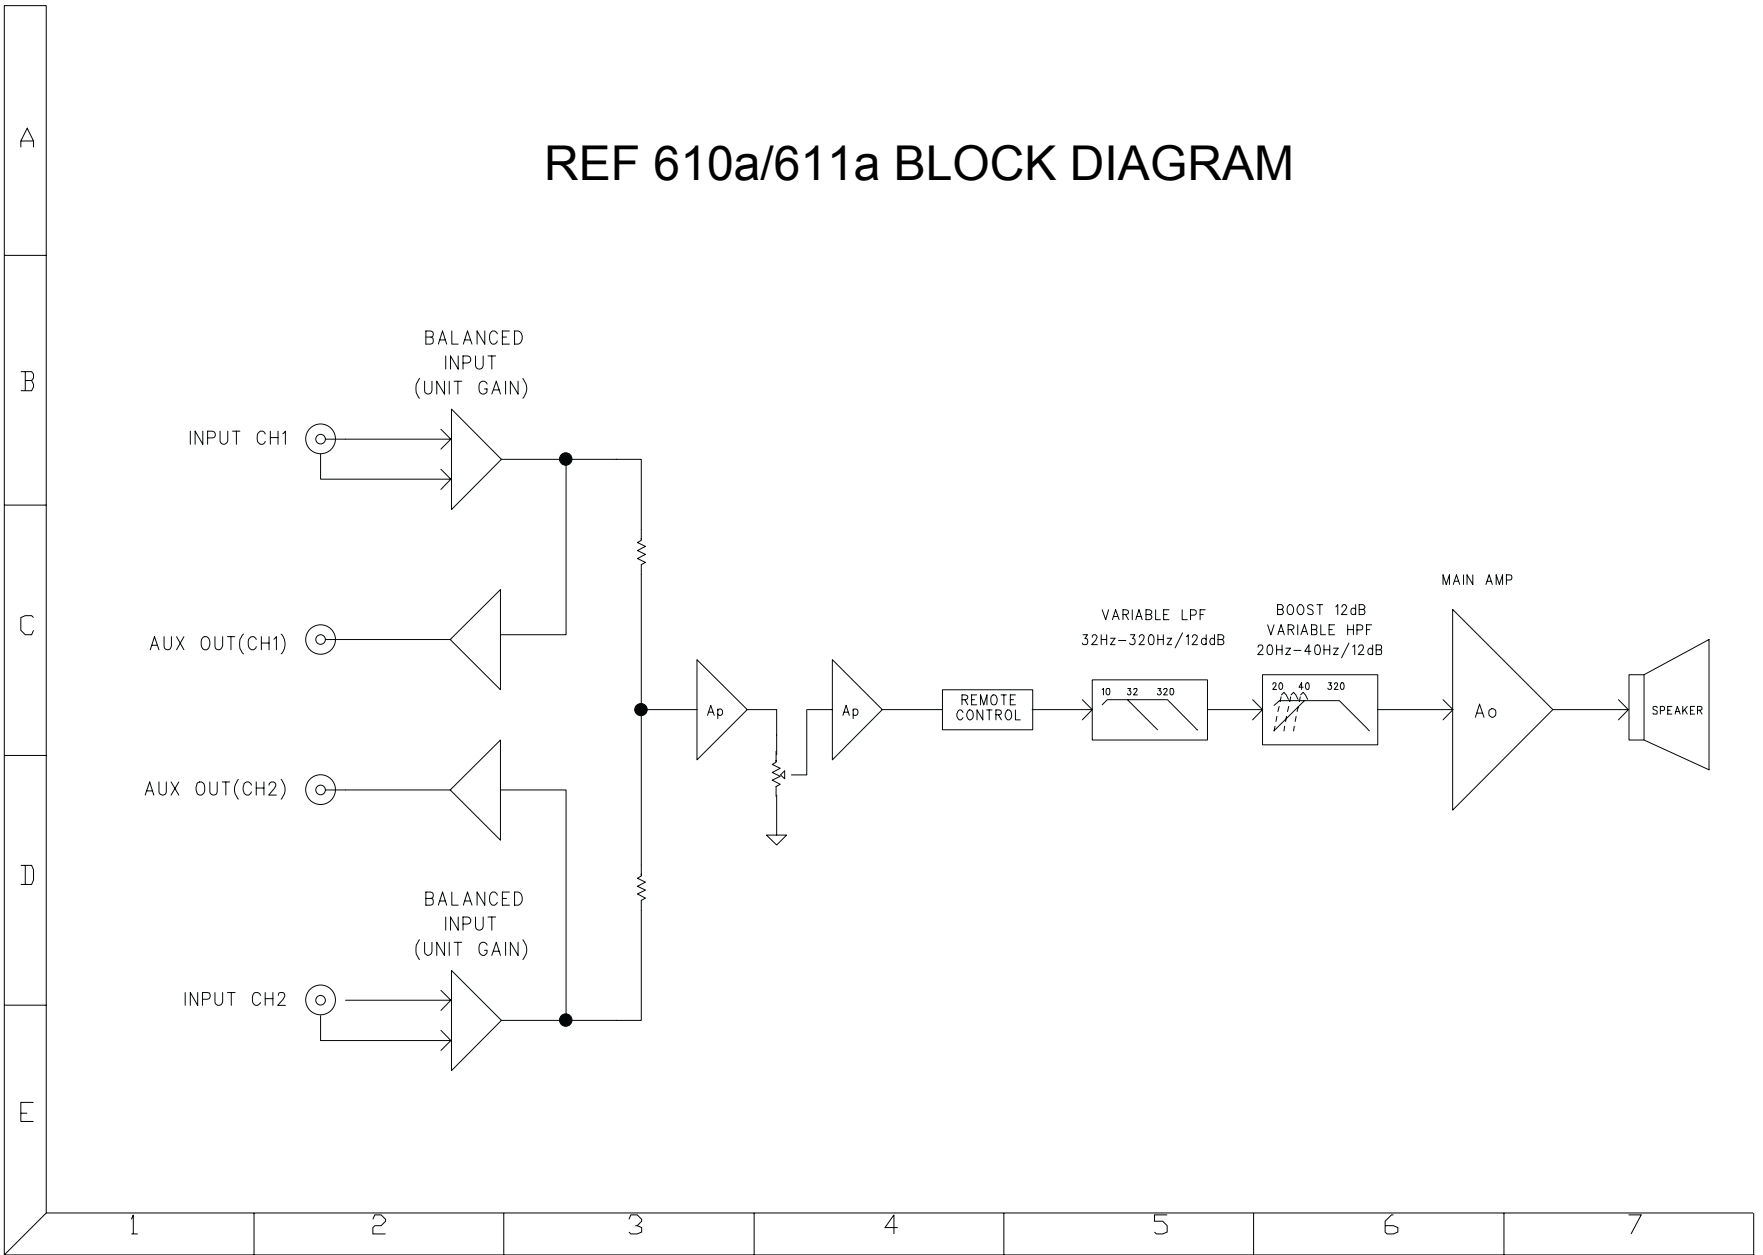 REF 610a/611a BLOCK DIAGRAM
A
B
C
D
E
BALANCED
INPUT
(UNIT GAIN)
INPUT CH1
AUX OUT(CH1)
AUX OUT(CH2)
BALANCED
INPUT
(UNIT GAIN)
INPUT CH2
Ap
Ap
REMOTE
CONTROL
VARIABLE LPF
32Hz-320Hz/12ddB
10 32 320
BOOST 12dB
VARIABLE HPF
20Hz-40Hz/12dB
20 40 320
MAIN AMP
Ao
SPEAKER
1 2 3 4 5 6 7